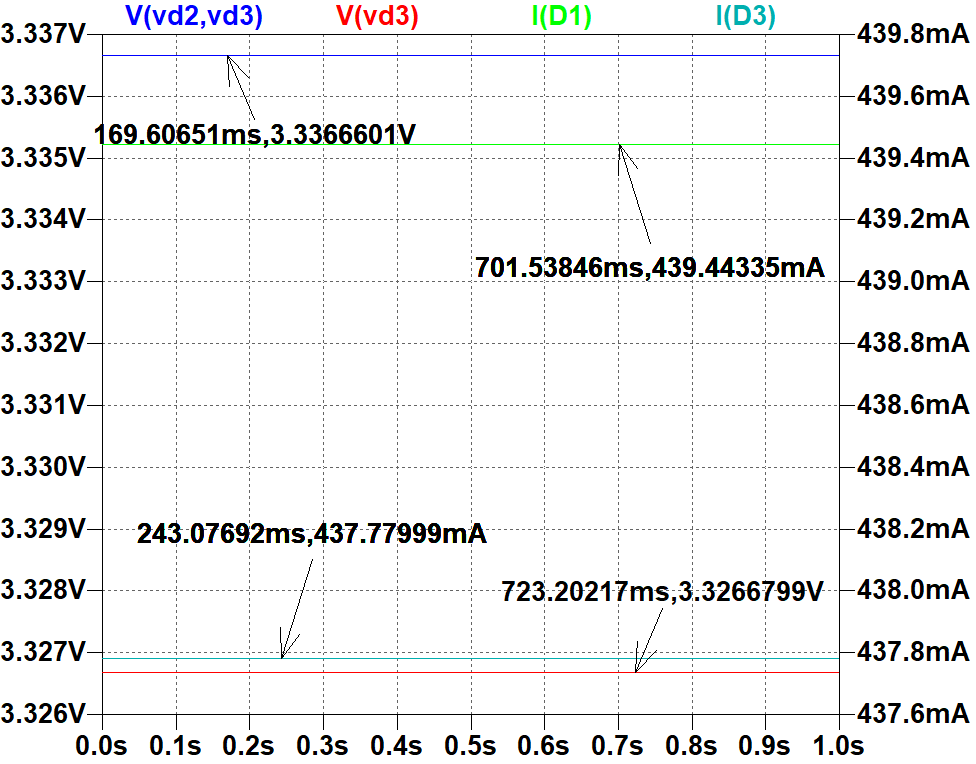 V(vd2,vd3) V(vd3) I(D1) I(D3)
3.337V 439.8mA
3.336V 439.6mA
169.60651ms,3.3366601V
3.335V 439.4mA
3.334V 439.2mA
701.53846ms,439.44335mA
3.333V 439.0mA
3.332V 438.8mA
3.331V 438.6mA
3.330V 438.4mA
3.329V 438.2mA
243.07692ms,437.77999mA
3.328V 438.0mA
723.20217ms,3.3266799V
3.327V 437.8mA
3.326V 437.6mA
0.0s 0.1s 0.2s 0.3s 0.4s 0.5s 0.6s 0.7s 0.8s 0.9s 1.0s